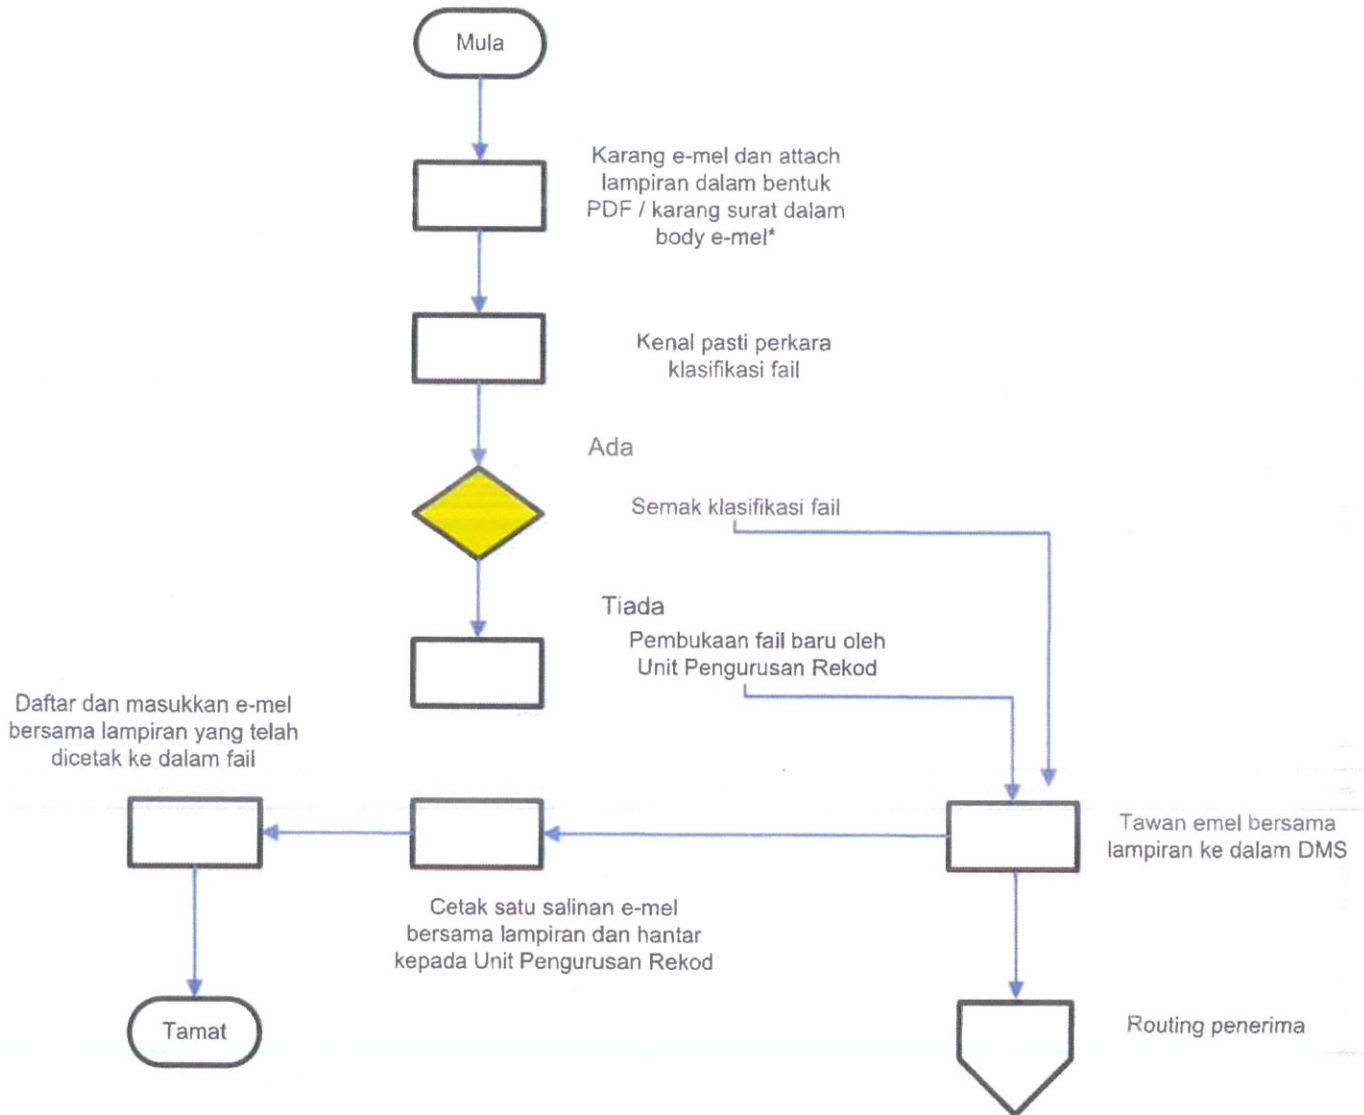 Mula
Karang e-mel dan attach
lampiran dalam bentuk
PDF / karang surat dalam
body e-mel*
Kenal pasti perkara
klasifikasi fail
Ada
Semak klasifikasi fail
Tiada
Pembukaan fail baru oleh
Unit Pengurusan Rekod
Daftar dan masukkan e-mel
bersama lampiran yang telah
dicetak ke dalam fail
Tawan emel bersama
lampiran ke dalam DMS
Cetak satu salinan e-mel
bersama lampiran dan hantar
kepada Unit Pengurusan Rekod
Tamat
Routing penerima